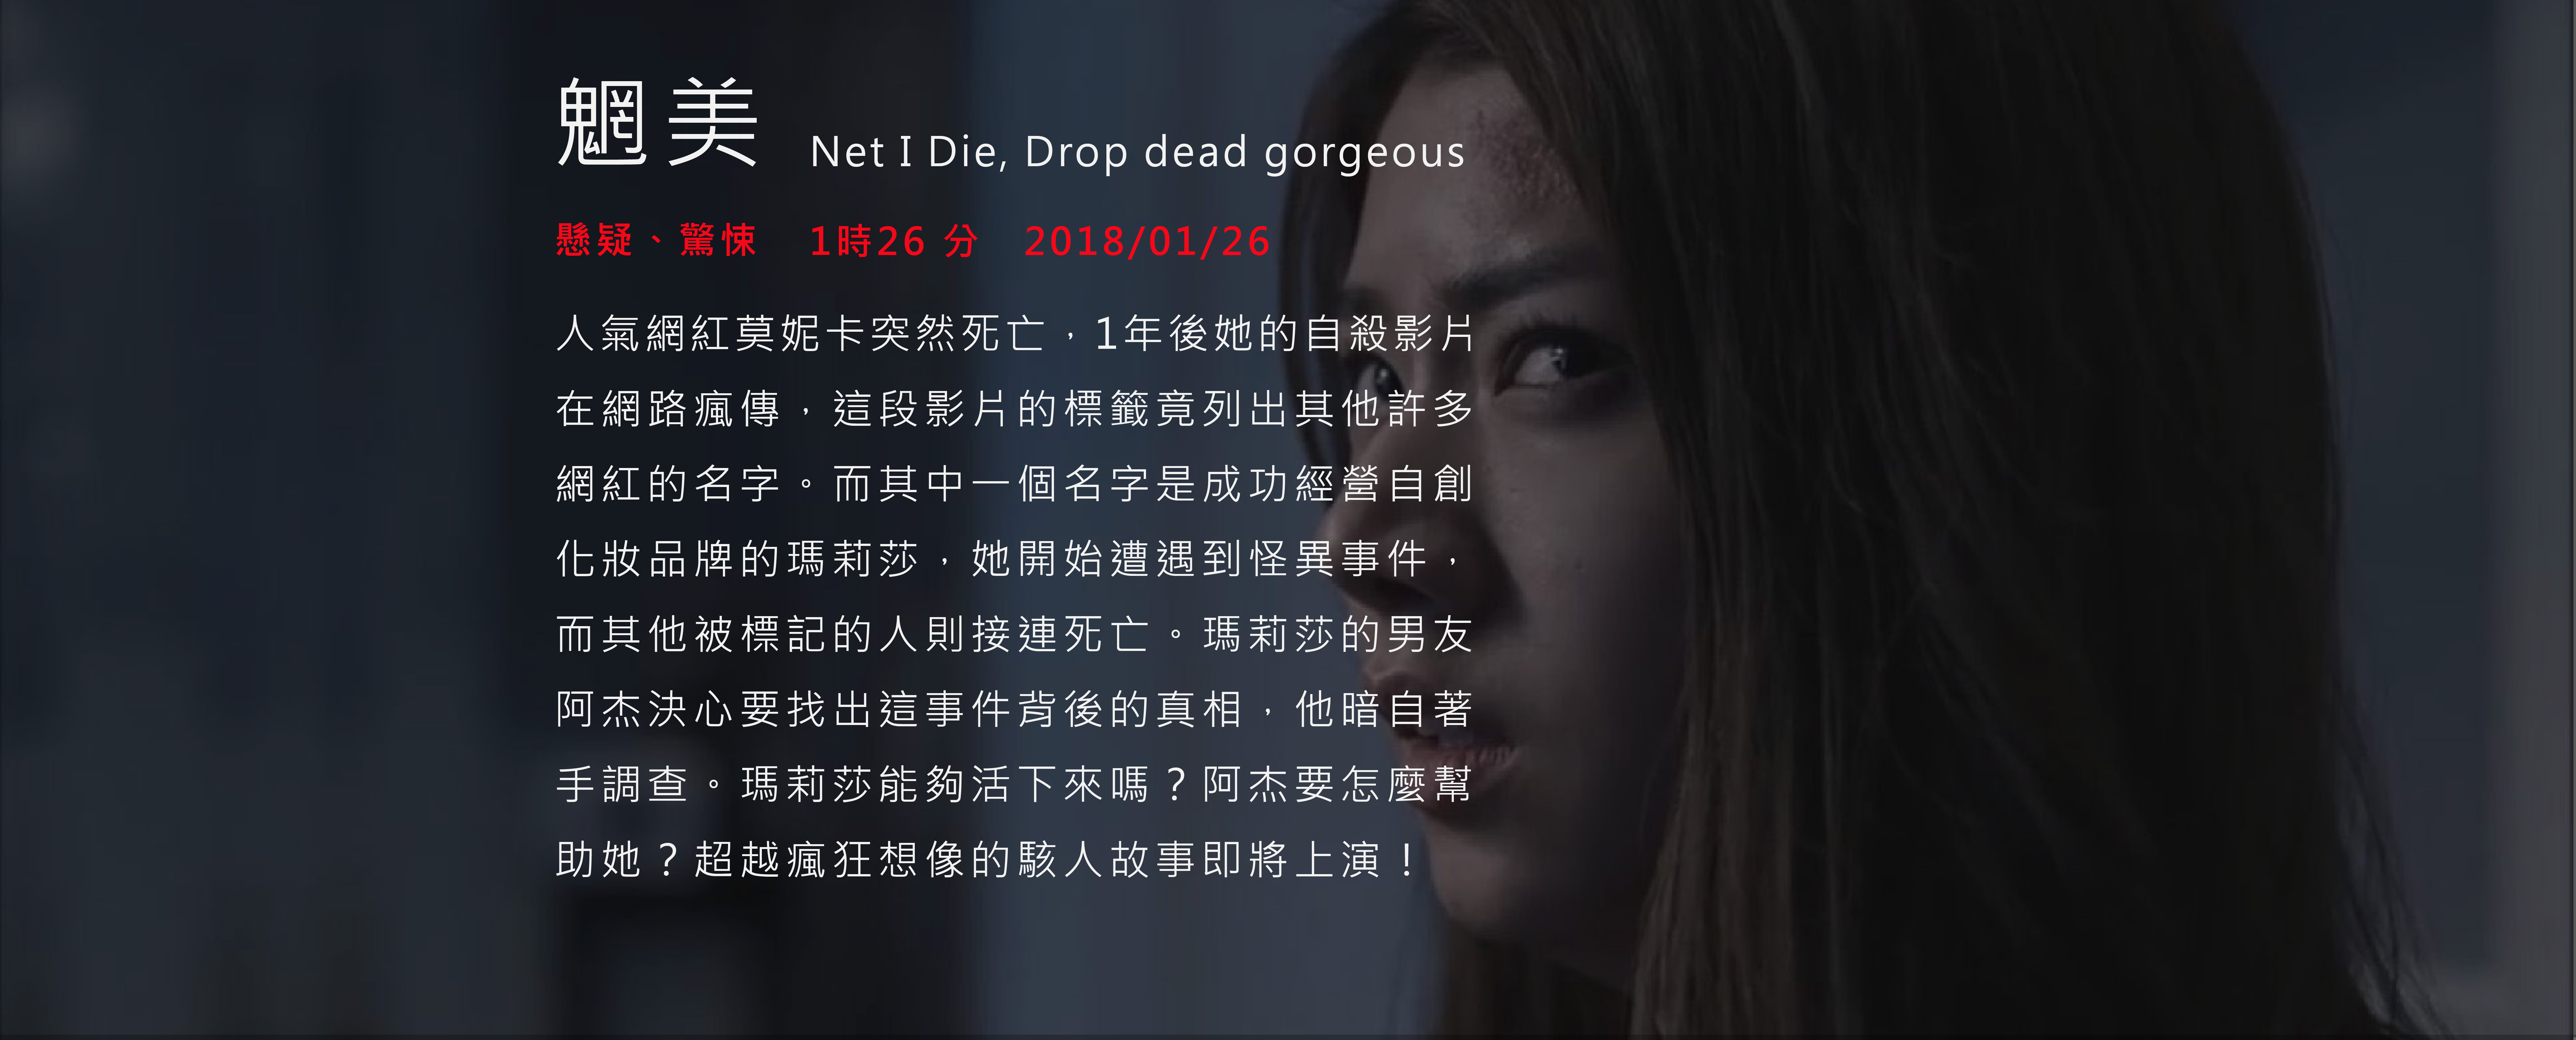 魍美 Net I Die, Drop dead gorgeous
懸疑、驚悚 1時26 分 2018/01/26
人氣網紅莫妮卡突然死亡，1年後她的自殺影片
在網路瘋傳，這段影片的標籤竟列出其他許多
網紅的名字。而其中一個名字是成功經營自創
化妝品牌的瑪莉莎，她開始遭遇到怪異事件，
而其他被標記的人則接連死亡。瑪莉莎的男友
阿杰決心要找出這事件背後的真相，他暗自著
手調查。瑪莉莎能夠活下來嗎？阿杰要怎麼幫
助她？超越瘋狂想像的駭人故事即將上演！